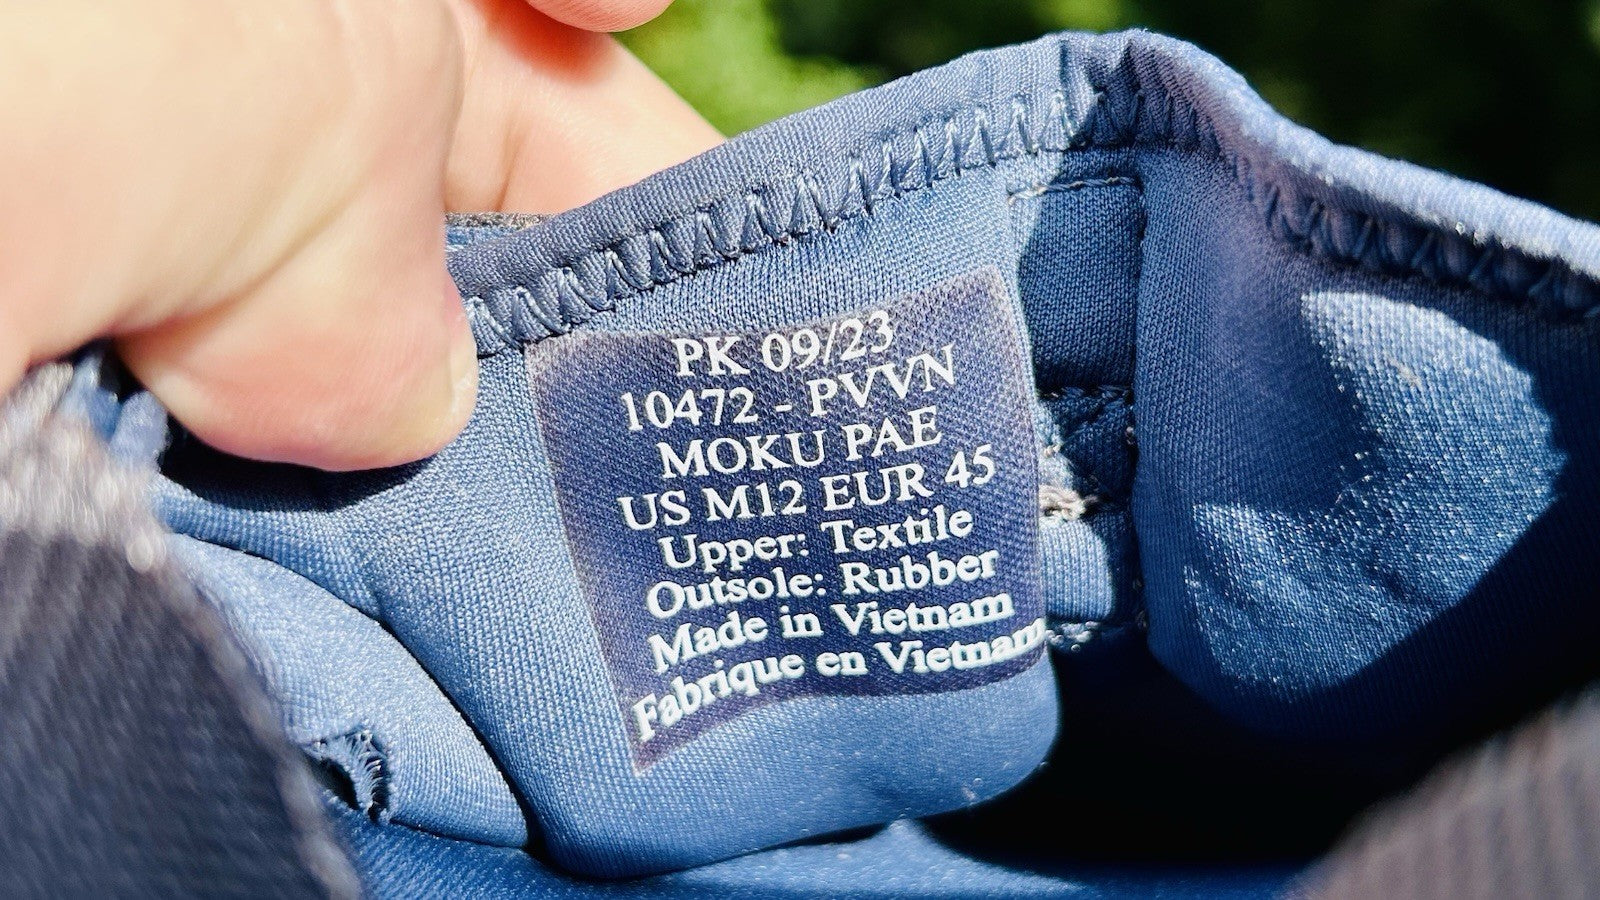 PK 09/23
10472 - PVVN
MOKU PAE
US M12 EUR 45
Upper: Textile
Outsole: Rubber
Made in Vietnam
Fabrique en Vietnam